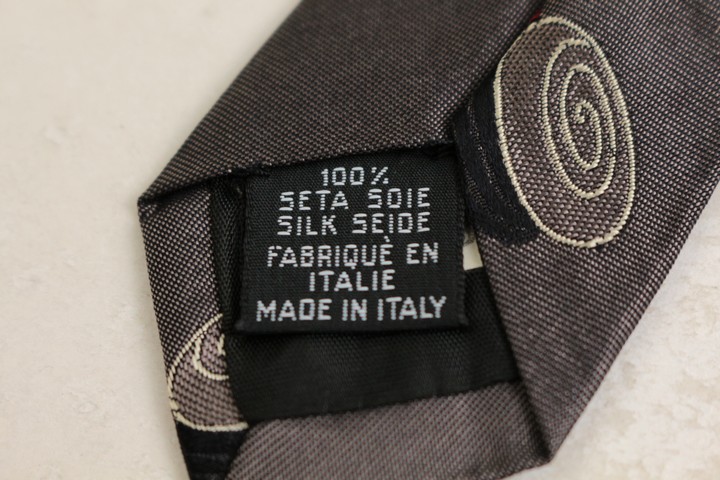 100%
SETA SOIE
SILK SEIDE
FABRIQUÈ EN
ITALIE
MADE IN ITALY